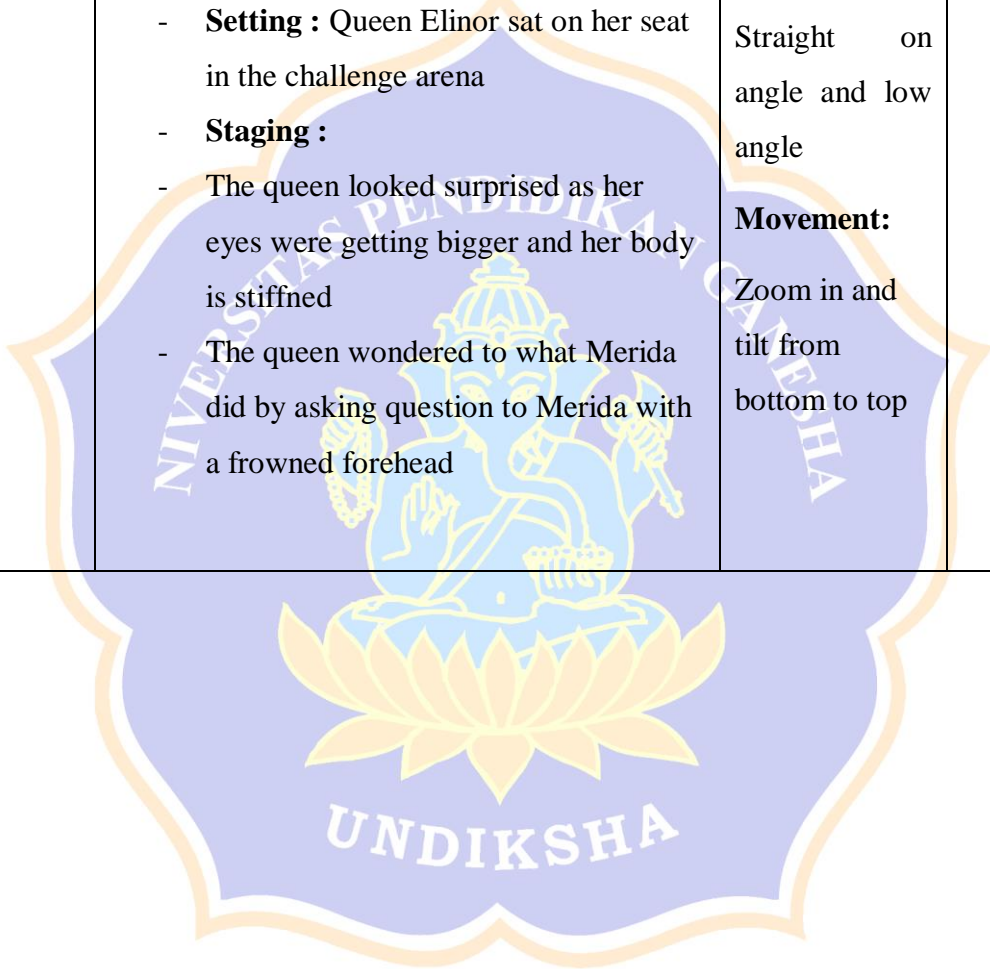 - Setting : Queen Elinor sat on her seat
in the challenge arena
- Staging :
- The queen looked surprised as her
eyes were getting bigger and her body
is stiffned
- The queen wondered to what Merida
did by asking question to Merida with
a frowned forehead
Straight on
angle and low
angle
Movement:
Zoom in and
tilt from
bottom to top
NIVERSITAS PENDIDIKAN GANESHA
UNDIKSHA